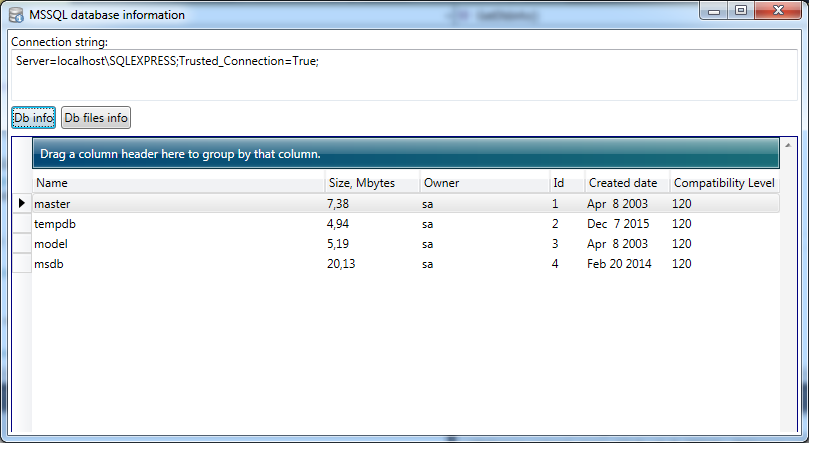 MSSQL database information
Connection string:
Server=localhost\SQLEXPRESS;Trusted_Connection=True;
Db info Db files info
Drag a column header here to group by that column.
Name Size, Mbytes Owner Id Created date Compatibility Level
master 7,38 sa 1 Apr 8 2003 120
tempdb 4,94 sa 2 Dec 7 2015 120
model 5,19 sa 3 Apr 8 2003 120
msdb 20,13 sa 4 Feb 20 2014 120